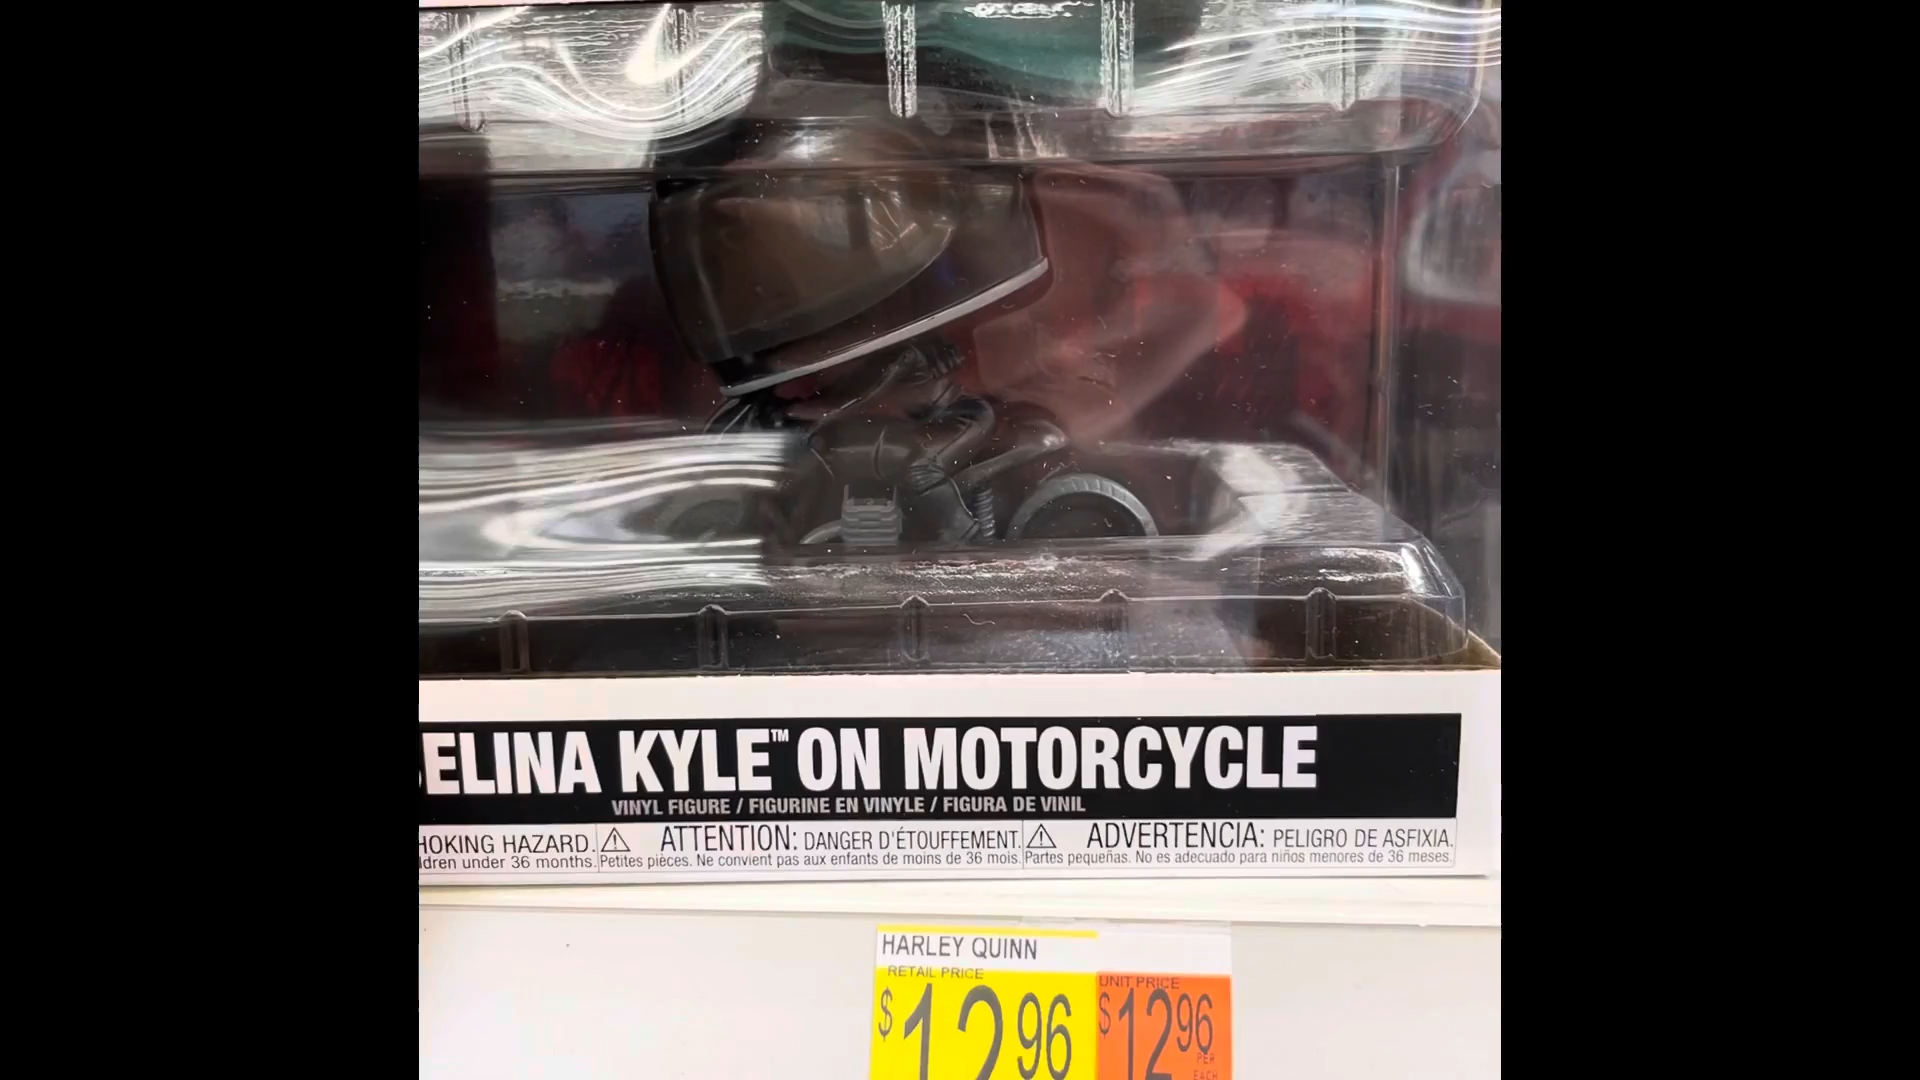 ELINA KYLE™ ON MOTORCYCLE
VINYL FIGURE / FIGURINE EN VINYLE / FIGURA DE VINIL
HOKING HAZARD. ⚠ ATTENTION: DANGER D'ÉTOUFFEMENT. ⚠ ADVERTENCIA: PELIGRO DE ASFIXIA.
ldren under 36 months. Petites pièces. Ne convient pas aux enfants de moins de 36 mois. Partes pequeñas. No es adecuado para niños menores de 36 meses.
HARLEY QUINN
RETAIL PRICE UNIT PRICE
$12.96 $12.96
PER
EACH